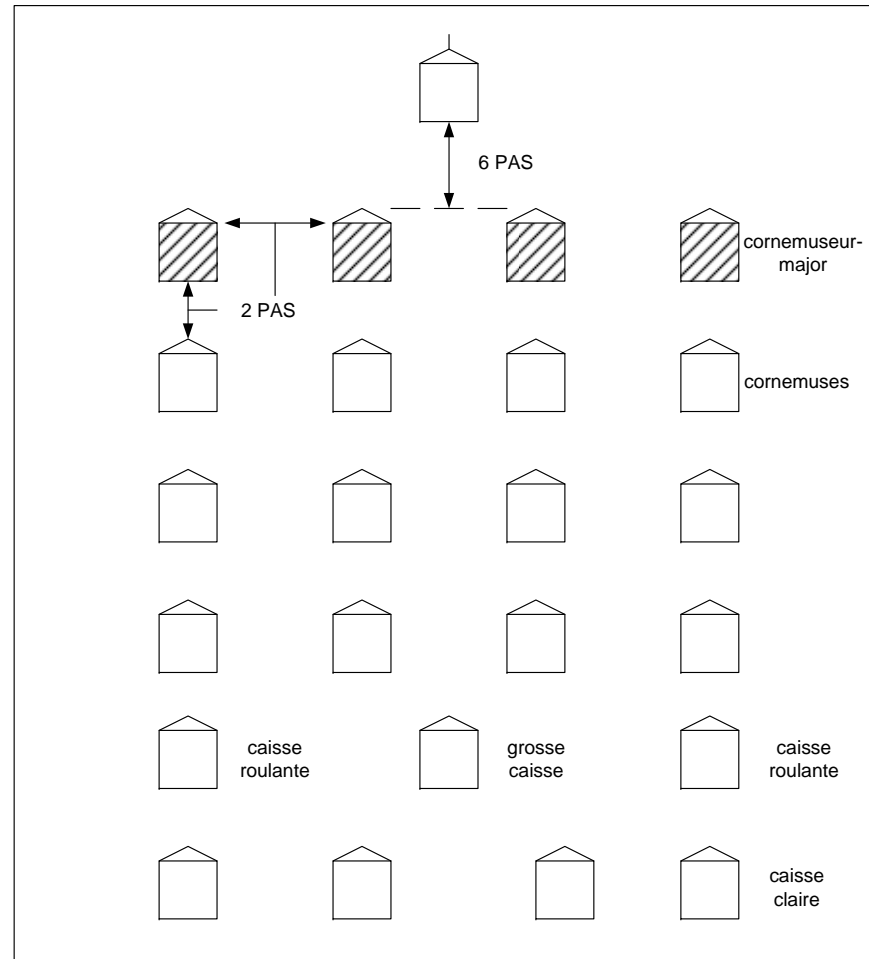 6 PAS
cornemuseur-
major
2 PAS
cornemuses
caisse
roulante
grosse
caisse
caisse
roulante
caisse
claire